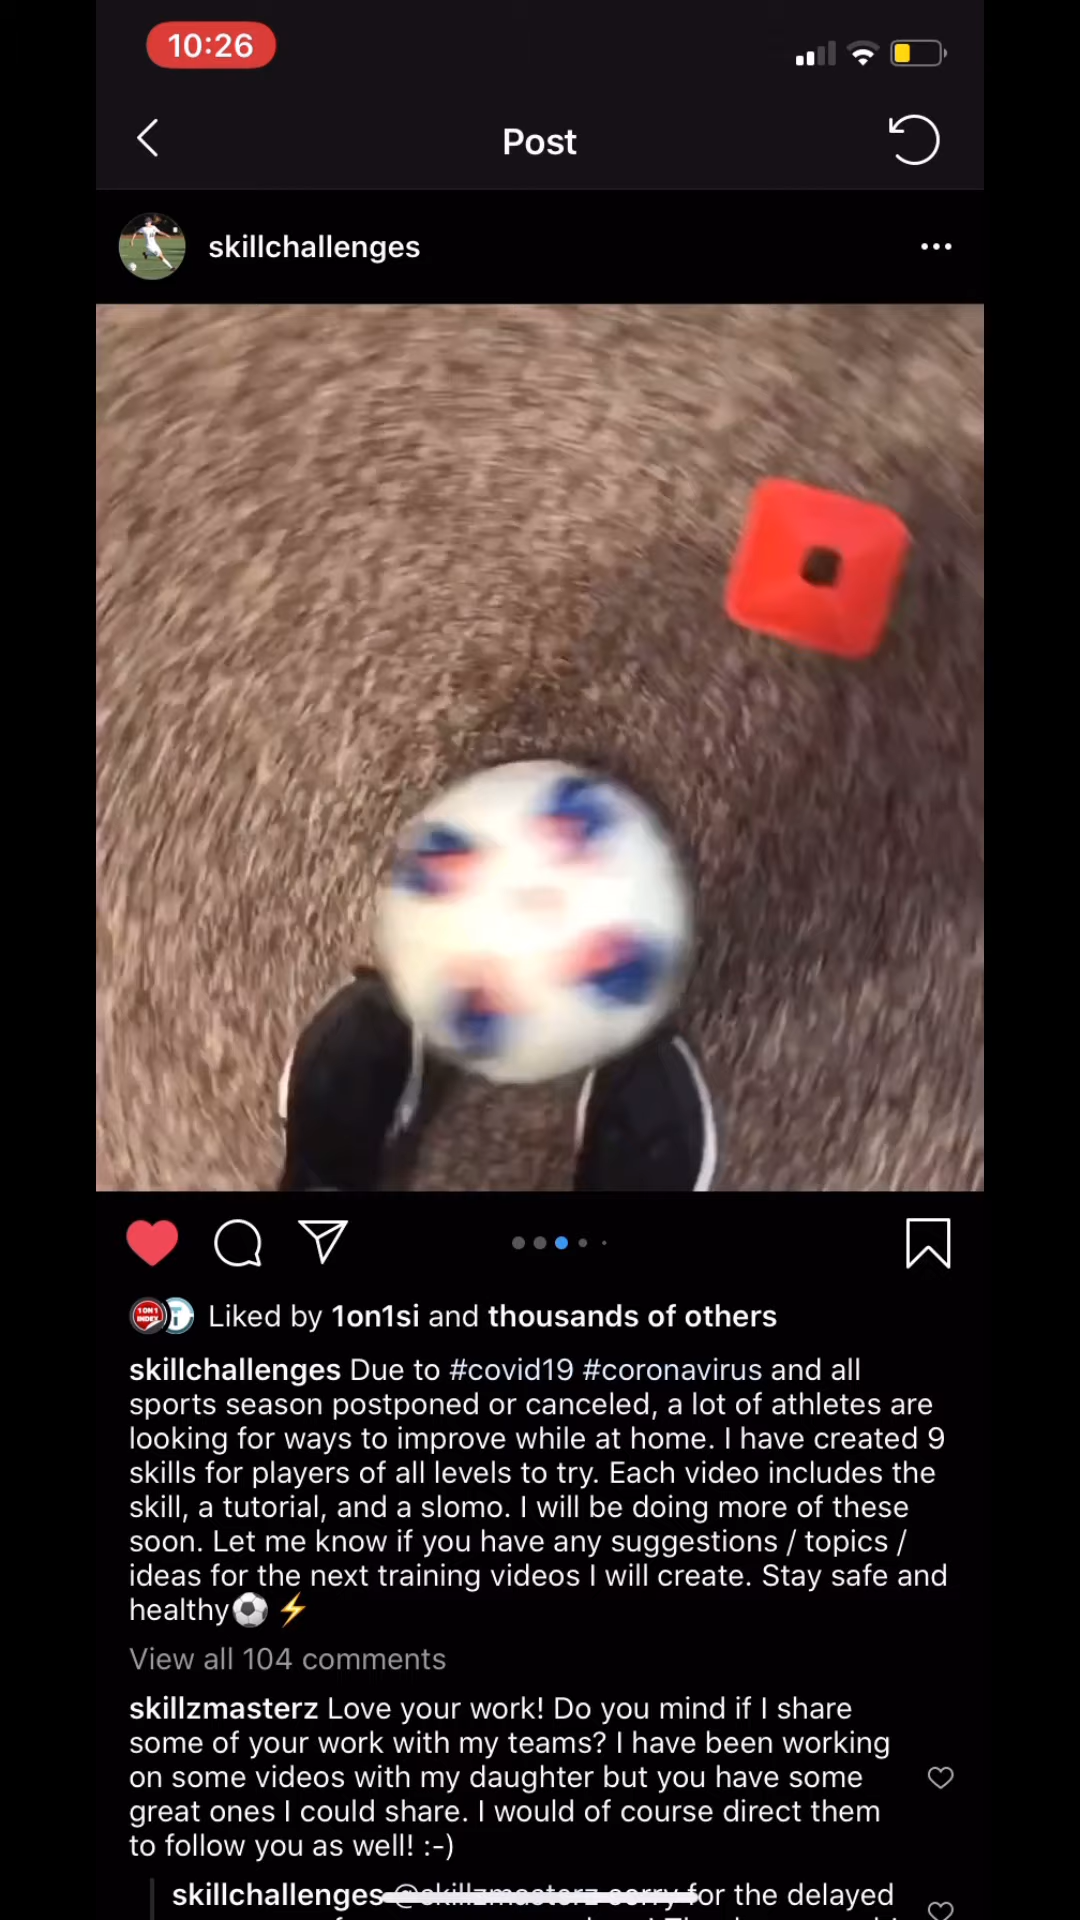 10:26
Post
skillchallenges
Liked by 1on1si and thousands of others
skillchallenges Due to #covid19 #coronavirus and all
sports season postponed or canceled, a lot of athletes are
looking for ways to improve while at home. I have created 9
skills for players of all levels to try. Each video includes the
skill, a tutorial, and a slomo. I will be doing more of these
soon. Let me know if you have any suggestions / topics /
ideas for the next training videos I will create. Stay safe and
healthy⚽⚡
View all 104 comments
skillzmasterz Love your work! Do you mind if I share
some of your work with my teams? I have been working
on some videos with my daughter but you have some
great ones I could share. I would of course direct them
to follow you as well! :-)
skillchallenges @skillzmasterz sorry for the delayed